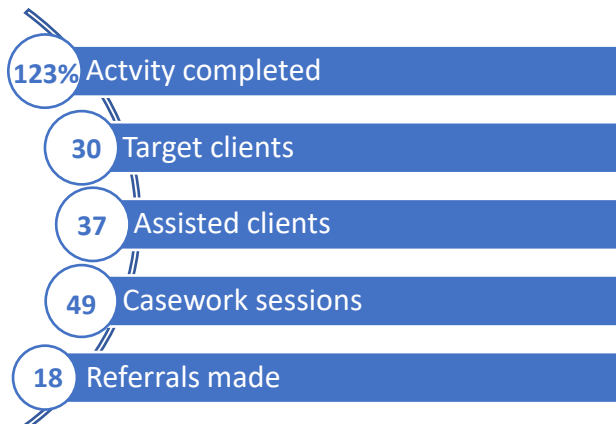 123% Actvity completed
30 Target clients
37 Assisted clients
49 Casework sessions
18 Referrals made